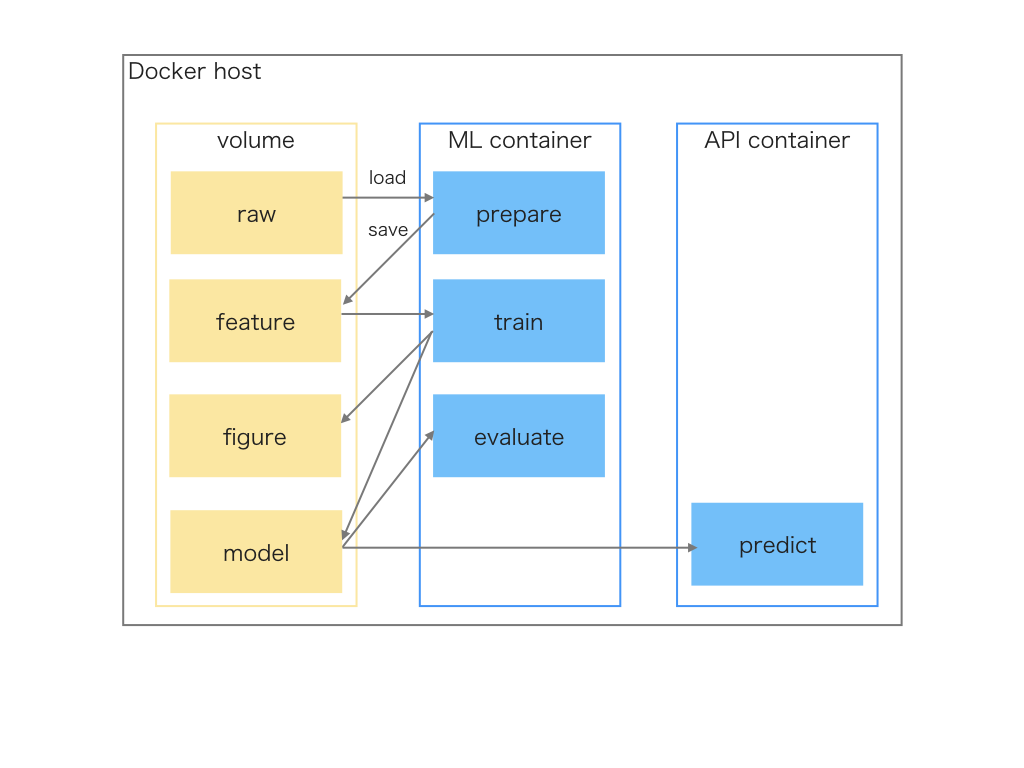 Docker host
volume
ML container
API container
load
raw
prepare
save
feature
train
figure
evaluate
model
predict